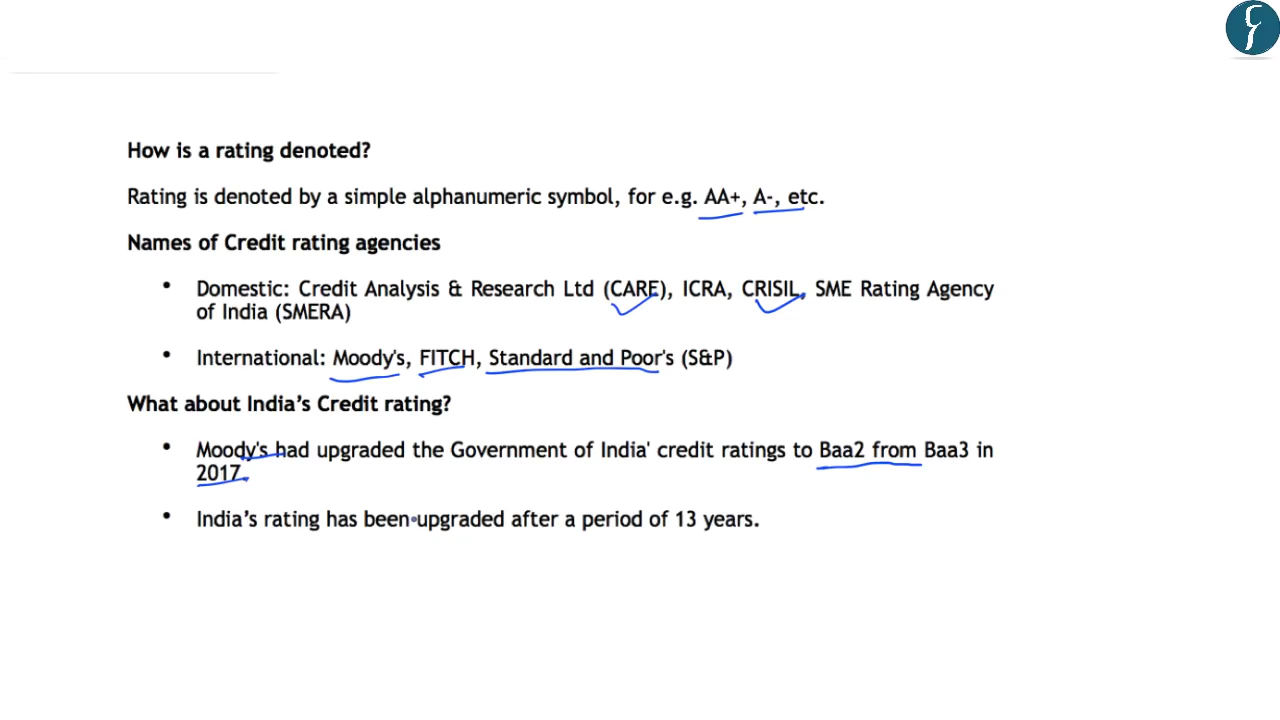 How is a rating denoted?
Rating is denoted by a simple alphanumeric symbol, for e.g. AA+, A-, etc.
Names of Credit rating agencies
• Domestic: Credit Analysis & Research Ltd (CARE), ICRA, CRISIL, SME Rating Agency
of India (SMERA)
• International: Moody's, FITCH, Standard and Poor's (S&P)
What about India’s Credit rating?
• Moody's had upgraded the Government of India' credit ratings to Baa2 from Baa3 in
2017.
• India’s rating has been upgraded after a period of 13 years.